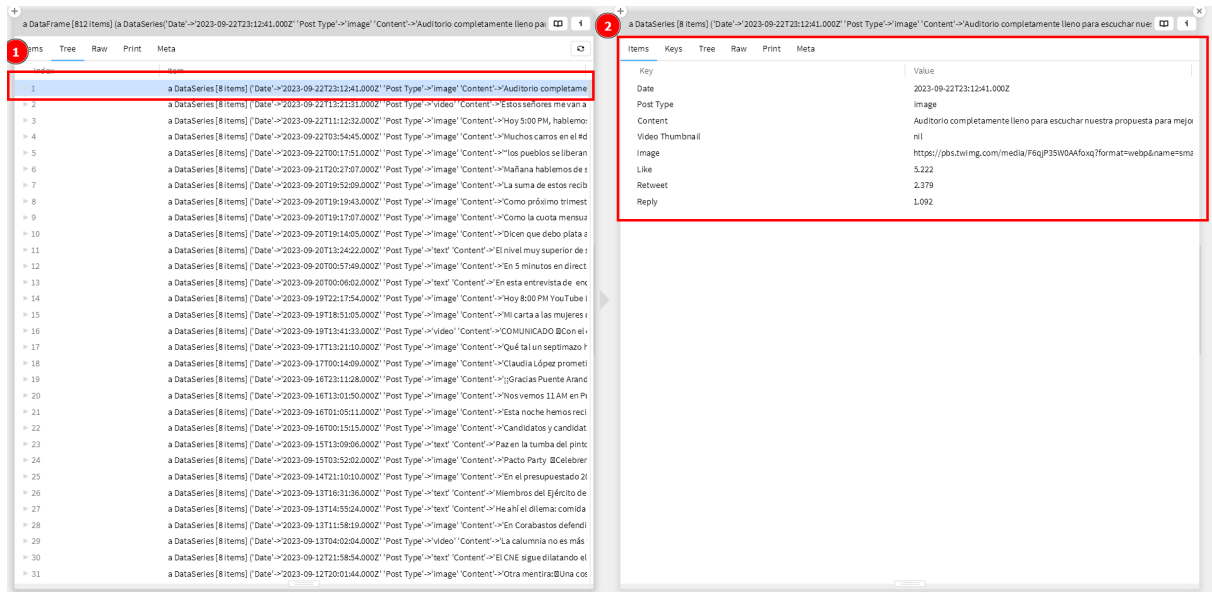 a DataFrame [812 items] (a DataSeries('Date'->'2023-09-22T23:12:41.000Z' 'Post Type'->'image' 'Content'->'Auditorio completamente lleno pa
1
ems Tree Raw Print Meta
Index Item
1 a DataSeries [8 items] ('Date'->'2023-09-22T23:12:41.000Z' 'Post Type'->'image' 'Content'->'Auditorio completame
2 a DataSeries [8 items] ('Date'->'2023-09-22T13:21:31.000Z' 'Post Type'->'video' 'Content'->'Estos señores me van a
3 a DataSeries [8 items] ('Date'->'2023-09-22T11:12:32.000Z' 'Post Type'->'image' 'Content'->'Hoy 5:00 PM, hablemo
4 a DataSeries [8 items] ('Date'->'2023-09-22T03:54:45.000Z' 'Post Type'->'image' 'Content'->'Muchos carros en el #d
5 a DataSeries [8 items] ('Date'->'2023-09-22T00:17:51.000Z' 'Post Type'->'image' 'Content'->'"los pueblos se liberan
6 a DataSeries [8 items] ('Date'->'2023-09-21T20:27:07.000Z' 'Post Type'->'image' 'Content'->'Mañana hablemos de s
7 a DataSeries [8 items] ('Date'->'2023-09-20T19:52:09.000Z' 'Post Type'->'image' 'Content'->'La suma de estos recib
8 a DataSeries [8 items] ('Date'->'2023-09-20T19:19:43.000Z' 'Post Type'->'image' 'Content'->'Como próximo trimest
9 a DataSeries [8 items] ('Date'->'2023-09-20T19:17:07.000Z' 'Post Type'->'image' 'Content'->'Como la cuota mensua
10 a DataSeries [8 items] ('Date'->'2023-09-20T19:14:05.000Z' 'Post Type'->'image' 'Content'->'Dicen que debo plata a
11 a DataSeries [8 items] ('Date'->'2023-09-20T13:24:22.000Z' 'Post Type'->'text' 'Content'->'El nivel muy superior de
12 a DataSeries [8 items] ('Date'->'2023-09-20T00:57:49.000Z' 'Post Type'->'image' 'Content'->'En 5 minutos en direct
13 a DataSeries [8 items] ('Date'->'2023-09-20T00:06:02.000Z' 'Post Type'->'text' 'Content'->'En esta entrevista de enc
14 a DataSeries [8 items] ('Date'->'2023-09-19T22:17:54.000Z' 'Post Type'->'image' 'Content'->'Hoy 8:00 PM YouTube
15 a DataSeries [8 items] ('Date'->'2023-09-19T18:51:05.000Z' 'Post Type'->'image' 'Content'->'Mi carta a las mujeres
16 a DataSeries [8 items] ('Date'->'2023-09-19T13:41:33.000Z' 'Post Type'->'video' 'Content'->'COMUNICADO Con el
17 a DataSeries [8 items] ('Date'->'2023-09-17T13:21:10.000Z' 'Post Type'->'image' 'Content'->'Qué tal un septimazo
18 a DataSeries [8 items] ('Date'->'2023-09-17T00:14:09.000Z' 'Post Type'->'image' 'Content'->'Claudia López prometi
19 a DataSeries [8 items] ('Date'->'2023-09-16T23:11:28.000Z' 'Post Type'->'image' 'Content'->'¡¡Gracias Puente Arand
20 a DataSeries [8 items] ('Date'->'2023-09-16T13:01:50.000Z' 'Post Type'->'image' 'Content'->'Nos vemos 11 AM en
21 a DataSeries [8 items] ('Date'->'2023-09-16T01:05:11.000Z' 'Post Type'->'image' 'Content'->'Esta noche hemos reci
22 a DataSeries [8 items] ('Date'->'2023-09-16T00:15:15.000Z' 'Post Type'->'image' 'Content'->'Candidatos y candidat
23 a DataSeries [8 items] ('Date'->'2023-09-15T13:09:06.000Z' 'Post Type'->'text' 'Content'->'Paz en la tumba del pinto
24 a DataSeries [8 items] ('Date'->'2023-09-15T03:52:02.000Z' 'Post Type'->'image' 'Content'->'Pacto Party Celebrer
25 a DataSeries [8 items] ('Date'->'2023-09-14T21:10:10.000Z' 'Post Type'->'image' 'Content'->'En el presupuestado 20
26 a DataSeries [8 items] ('Date'->'2023-09-13T16:31:36.000Z' 'Post Type'->'text' 'Content'->'Miembros del Ejército de
27 a DataSeries [8 items] ('Date'->'2023-09-13T14:55:24.000Z' 'Post Type'->'text' 'Content'->'He ahí el dilema: comida
28 a DataSeries [8 items] ('Date'->'2023-09-13T11:58:19.000Z' 'Post Type'->'image' 'Content'->'En Corabastos defendi
29 a DataSeries [8 items] ('Date'->'2023-09-13T04:02:04.000Z' 'Post Type'->'video' 'Content'->'La calumnia no es más
30 a DataSeries [8 items] ('Date'->'2023-09-12T21:58:54.000Z' 'Post Type'->'text' 'Content'->'El CNE sigue dilatando el
31 a DataSeries [8 items] ('Date'->'2023-09-12T20:01:44.000Z' 'Post Type'->'image' 'Content'->'Otra mentira: Una cos
2
a DataSeries [8 items] ('Date'->'2023-09-22T23:12:41.000Z' 'Post Type'->'image' 'Content'->'Auditorio completamente lleno para escuchar nues
Items Keys Tree Raw Print Meta
Key Value
Date 2023-09-22T23:12:41.000Z
Post Type image
Content Auditorio completamente lleno para escuchar nuestra propuesta para mejo
Video Thumbnail nil
Image https://pbs.twimg.com/media/F6qjP35W0AAfoxq?format=webp&name=sma
Like 5.222
Retweet 2.379
Reply 1.092